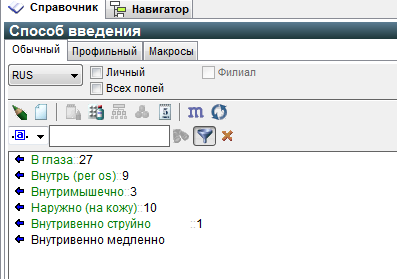 Справочник Навигатор
Способ введения
Обычный Профильный Макросы
RUS Личный Филиал
Всех полей
m
.a.
В глаза::27
Внутрь (per os)::9
Внутримышечно::3
Наружно (на кожу)::10
Внутривенно струйно ::1
Внутривенно медленно